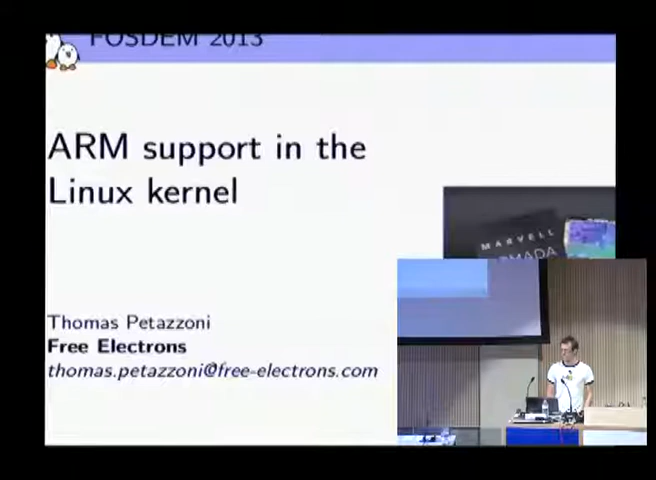 FOSDEM 2013
ARM support in the
Linux kernel
MARVELL
Thomas Petazzoni
Free Electrons
thomas.petazzoni@free-electrons.com